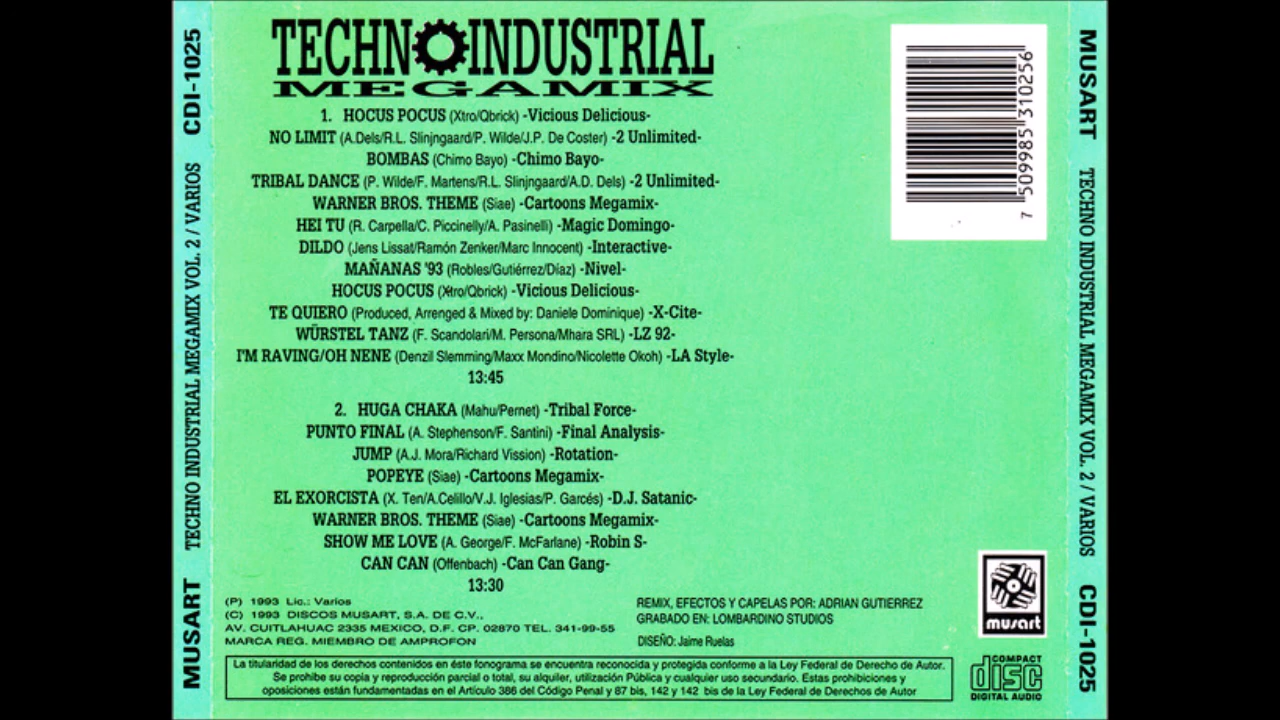 TECHNOINDUSTRIAL
MEGAMIX
1. HOCUS POCUS (Xtro/Qbrick) -Vicious Delicious-
NO LIMIT (A.Dels/R.L. Slinjngaard/P. Wilde/J.P. De Coster) -2 Unlimited-
BOMBAS (Chimo Bayo) -Chimo Bayo-
TRIBAL DANCE (P. Wilde/F. Martens/R.L. Slinjngaard/A.D. Dels) -2 Unlimited-
WARNER BROS. THEME (Siae) -Cartoons Megamix-
HEI TU (R. Carpella/C. Piccinelly/A. Pasinelli) -Magic Domingo-
DILDO (Jens Lissat/Ramón Zenker/Marc Innocent) -Interactive-
MAÑANAS '93 (Robles/Gutiérrez/Díaz) -Nivel-
HOCUS POCUS (Xtro/Qbrick) -Vicious Delicious-
TE QUIERO (Produced, Arranged & Mixed by: Daniele Dominique) -X-Cite-
WÜRSTEL TANZ (F. Scandolari/M. Persona/Mhara SRL) -LZ 92-
I'M RAVING/OH NENE (Denzil Slemming/Maxx Mondino/Nicolette Okoh) -LA Style-
13:45
2. HUGA CHAKA (Mahu/Pernet) -Tribal Force-
PUNTO FINAL (A. Stephenson/F. Santini) -Final Analysis-
JUMP (A.J. Mora/Richard Vission) -Rotation-
POPEYE (Siae) -Cartoons Megamix-
EL EXORCISTA (X. Ten/A.Celillo/V.J. Iglesias/P. Garcés) -D.J. Satanic-
WARNER BROS. THEME (Siae) -Cartoons Megamix-
SHOW ME LOVE (A. George/F. McFarlane) -Robin S-
CAN CAN (Offenbach) -Can Can Gang-
13:30
(P) 1993 Lic.: Varios
(C) 1993 DISCOS MUSART, S.A. DE C.V.,
AV. CUITLAHUAC 2335 MEXICO, D.F. CP. 02870 TEL. 341-99-55
MARCA REG. MIEMBRO DE AMPROFON
REMIX, EFECTOS Y CAPELAS POR: ADRIAN GUTIERREZ
GRABADO EN: LOMBARDINO STUDIOS
DISEÑO: Jaime Ruelas
La titularidad de los derechos contenidos en éste fonograma se encuentra reconocida y protegida conforme a la Ley Federal de Derecho de Autor.
Se prohibe su copia y reproducción parcial o total, su alquiler, utilización Pública y cualquier uso secundario. Estas prohibiciones y
oposiciones están fundamentadas en el Artículo 386 del Código Penal y 87 bis, 142 y 142 bis de la Ley Federal de Derechos de Autor
MUSART TECHNO INDUSTRIAL MEGAMIX VOL. 2 / VARIOS CDI-1025
MUSART TECHNO INDUSTRIAL MEGAMIX VOL. 2 / VARIOS CDI-1025
7 509985 310256
musart
COMPACT
disc
DIGITAL AUDIO